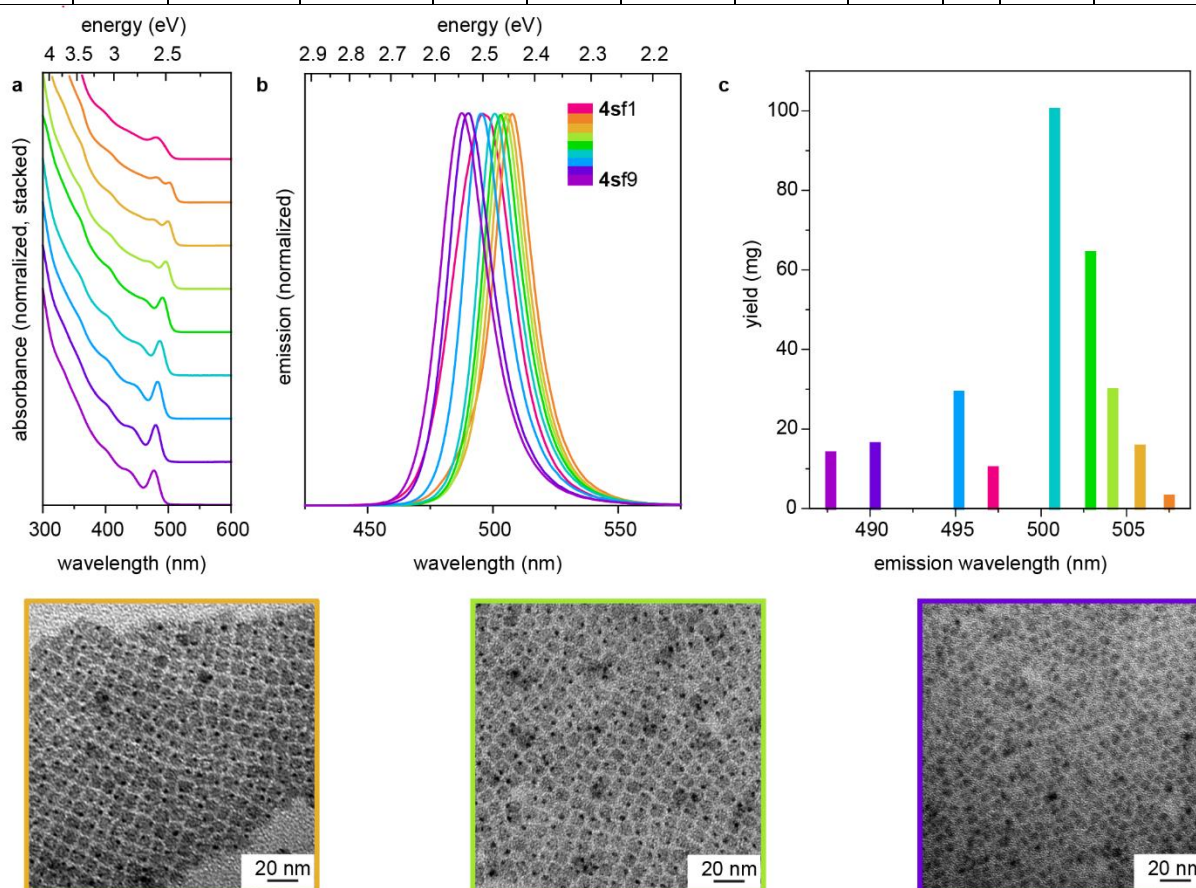 energy (eV)
4 3.5 3 2.5
a
absorbance (nomralized, stacked)
300 400 500 600
wavelength (nm)
energy (eV)
2.9 2.8 2.7 2.6 2.5 2.4 2.3 2.2
b
emission (normalized)
4sf1
4sf9
450 500 550
wavelength (nm)
c
yield (mg)
100
80
60
40
20
0
490 495 500 505
emission wavelength (nm)
20 nm
20 nm
20 nm